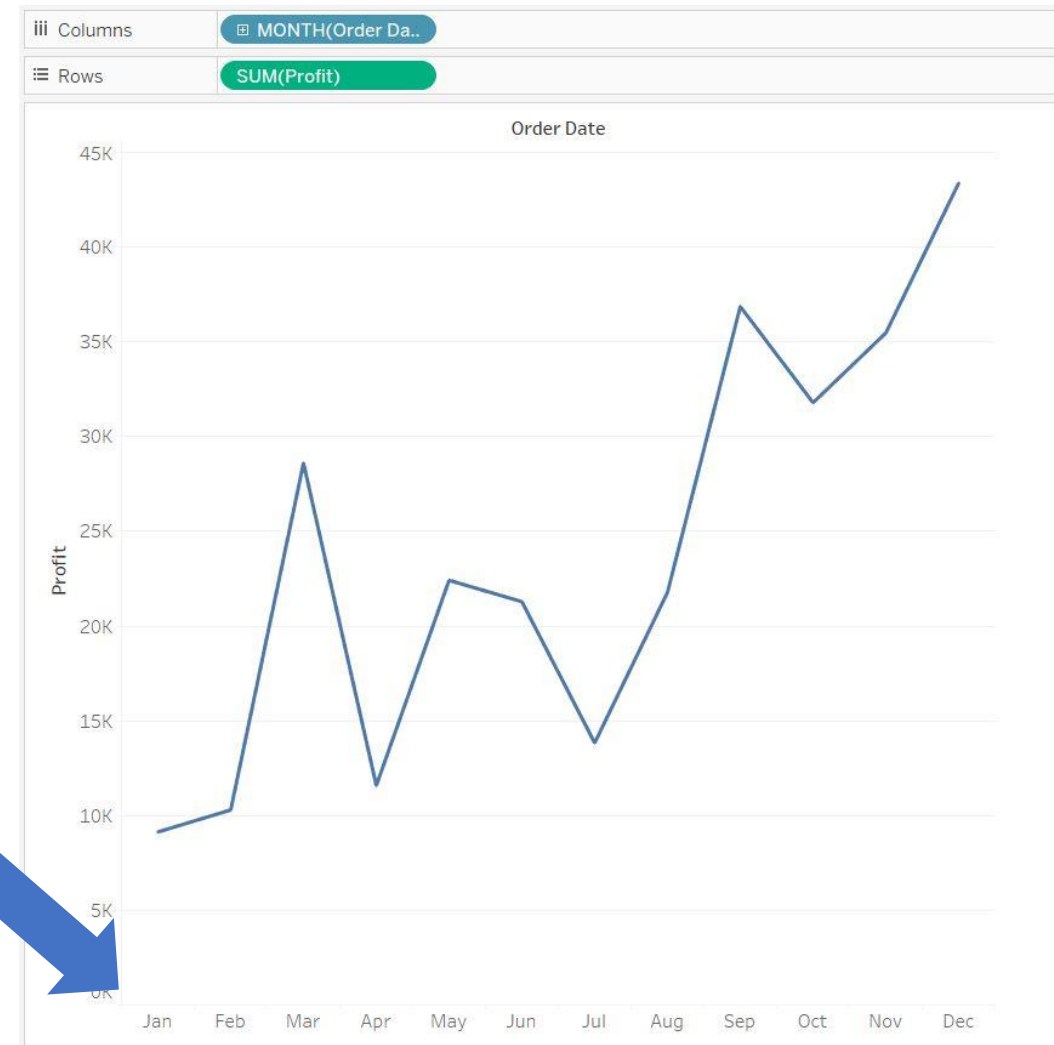 Columns
MONTH(Order Da..
Rows
SUM(Profit)
Order Date
45K
40K
35K
30K
25K
20K
15K
10K
5K
0K
Profit
Jan Feb Mar Apr May Jun Jul Aug Sep Oct Nov Dec